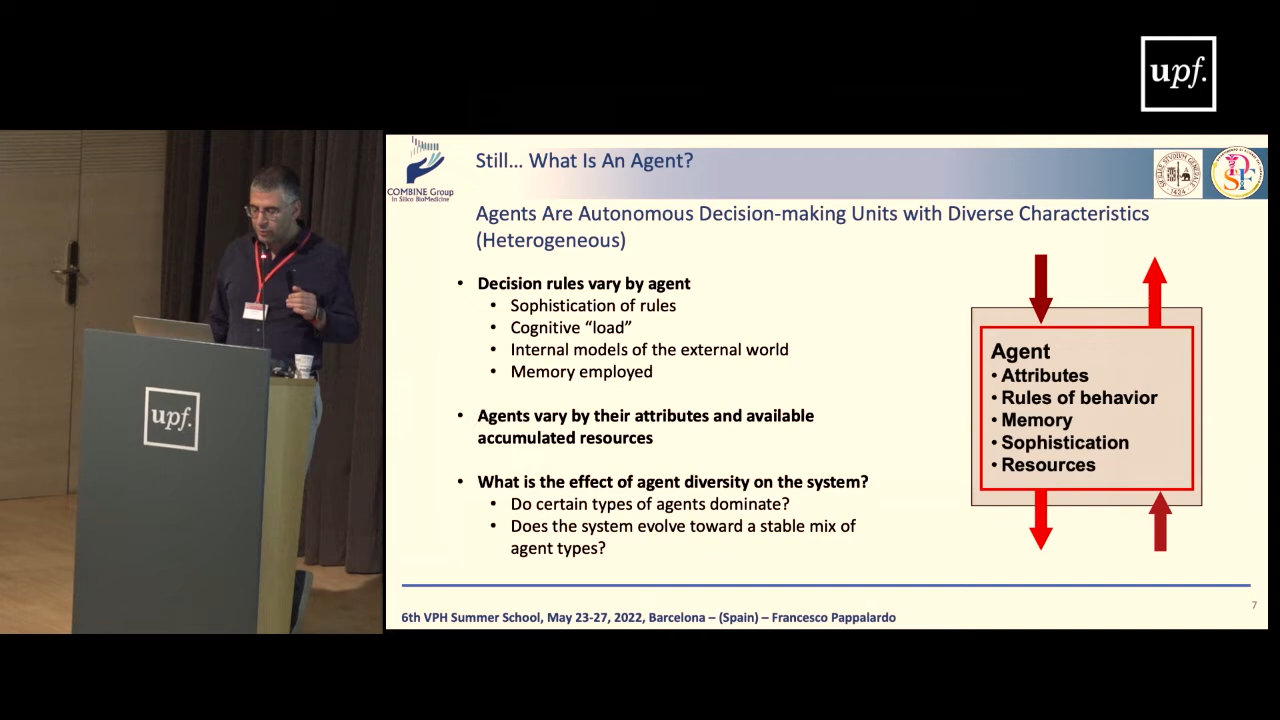 upf.
COMBINE Group
In Silico BioMedicine
Still... What Is An Agent?
Agents Are Autonomous Decision-making Units with Diverse Characteristics
(Heterogeneous)
• Decision rules vary by agent
• Sophistication of rules
• Cognitive “load”
• Internal models of the external world
• Memory employed
• Agents vary by their attributes and available
accumulated resources
• What is the effect of agent diversity on the system?
• Do certain types of agents dominate?
• Does the system evolve toward a stable mix of
agent types?
Agent
• Attributes
• Rules of behavior
• Memory
• Sophistication
• Resources
6th VPH Summer School, May 23-27, 2022, Barcelona – (Spain) – Francesco Pappalardo
7
upf.